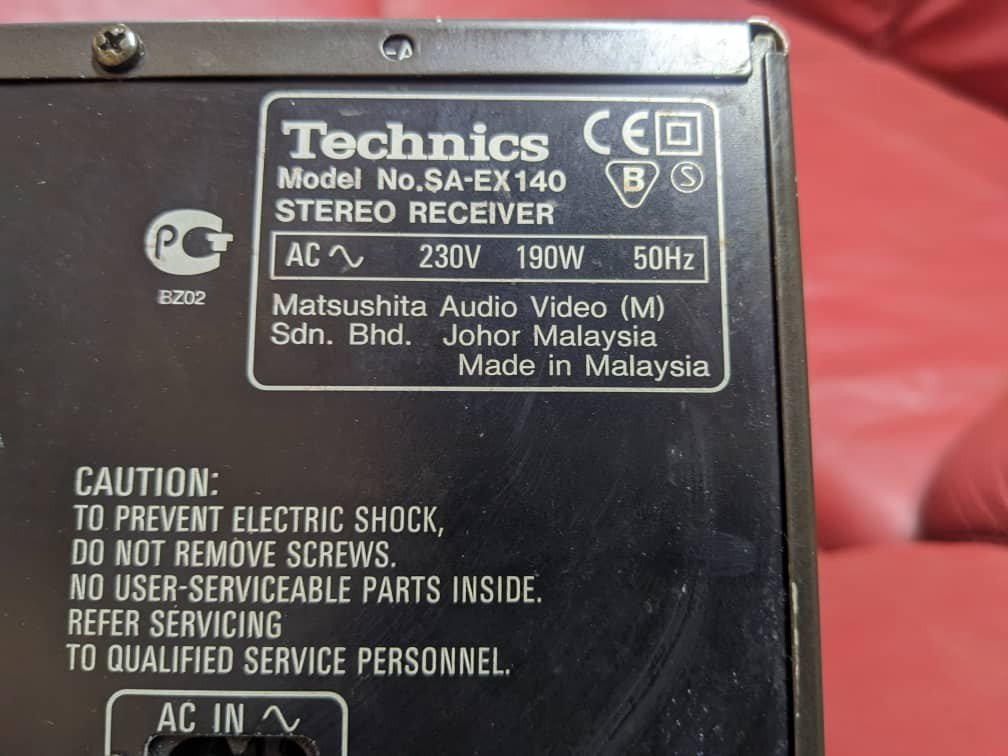 Technics CE
Model No.SA-EX140 B S
STEREO RECEIVER
AC 230V 190W 50Hz
Matsushita Audio Video (M)
Sdn. Bhd. Johor Malaysia
Made in Malaysia
PG
BZ02
CAUTION:
TO PREVENT ELECTRIC SHOCK,
DO NOT REMOVE SCREWS.
NO USER-SERVICEABLE PARTS INSIDE.
REFER SERVICING
TO QUALIFIED SERVICE PERSONNEL.
AC IN